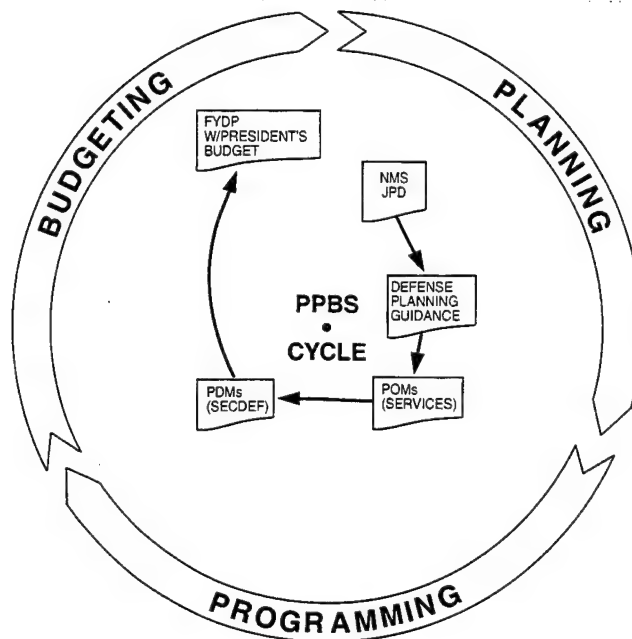 BUDGETING
PLANNING
FYDP
W/PRESIDENT'S
BUDGET
NMS
JPD
DEFENSE
PLANNING
GUIDANCE
PPBS
•
CYCLE
PDMs
(SECDEF)
POMs
(SERVICES)
PROGRAMMING